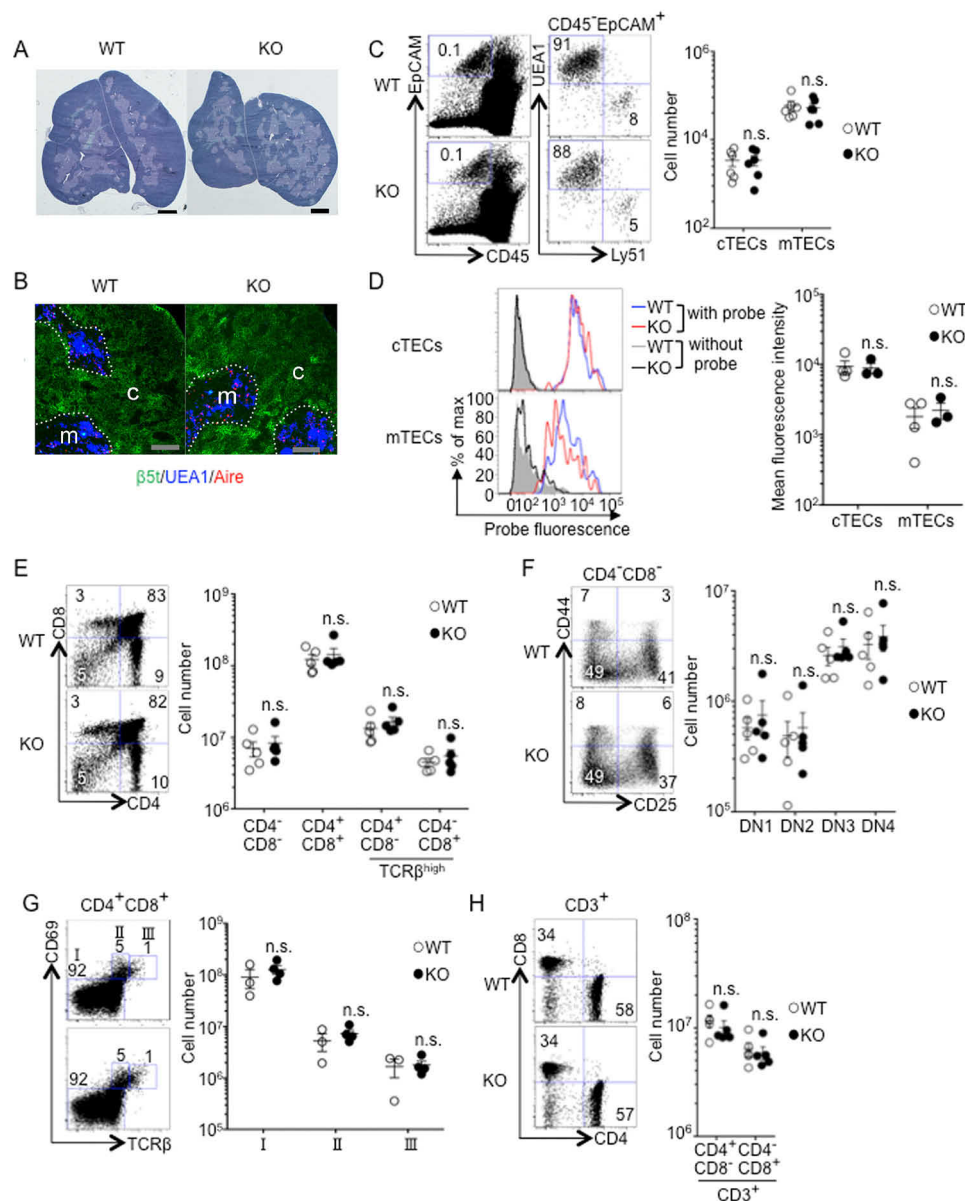 A
WT
KO
B
WT
KO
c
m
c
m
β5t/UEA1/Aire
C
CD45⁻EpCAM⁺
EpCAM
UEA1
WT
0.1
91
8
KO
0.1
88
5
CD45
Ly51
Cell number
10⁶
10⁴
10²
n.s.
n.s.
WT
KO
cTECs
mTECs
D
cTECs
mTECs
WT
KO
with probe
WT
KO
without
probe
% of max
100
80
60
40
20
0
0 10² 10³ 10⁴ 10⁵
Probe fluorescence
Mean fluorescence intensity
10⁵
10⁴
10³
10²
n.s.
n.s.
WT
KO
cTECs
mTECs
E
CD8
WT
3
83
5
9
KO
3
82
5
10
CD4
Cell number
10⁹
10⁸
10⁷
10⁶
n.s.
n.s.
n.s.
n.s.
WT
KO
CD4⁻ CD4⁺ CD4⁺ CD4⁻
CD8⁻ CD8⁺ CD8⁻ CD8⁺
TCRβʰⁱᵍʰ
F
CD4⁻CD8⁻
CD44
WT
7
3
49
41
KO
8
6
49
37
CD25
Cell number
10⁷
10⁶
10⁵
n.s.
n.s.
n.s.
n.s.
WT
KO
DN1 DN2 DN3 DN4
G
CD4⁺CD8⁺
CD69
I
II
III
92
5
1
92
5
1
TCRβ
Cell number
10⁹
10⁸
10⁷
10⁶
10⁵
n.s.
n.s.
n.s.
WT
KO
I
II
III
H
CD3⁺
CD8
WT
34
58
KO
34
57
CD4
Cell number
10⁸
10⁷
10⁶
n.s.
n.s.
WT
KO
CD4⁺ CD4⁻
CD8⁻ CD8⁺
CD3⁺